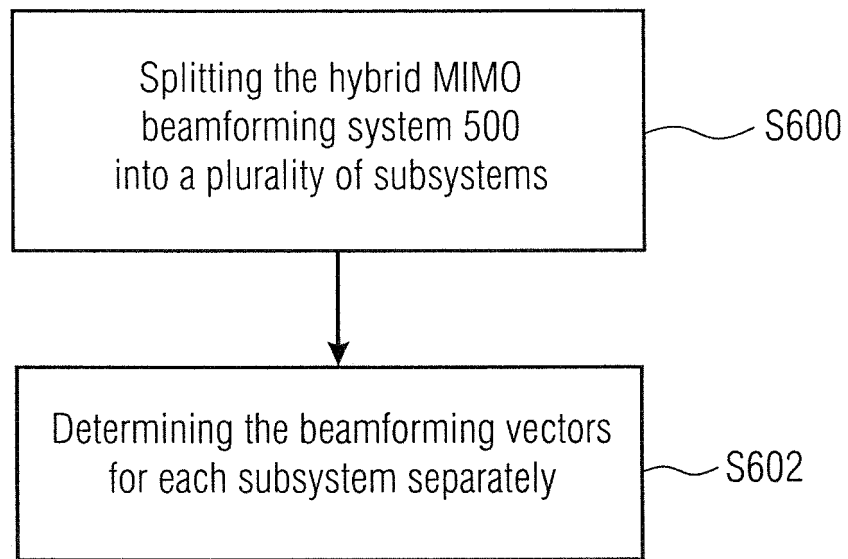 Splitting the hybrid MIMO
beamforming system 500
into a plurality of subsystems
S600
Determining the beamforming vectors
for each subsystem separately
S602